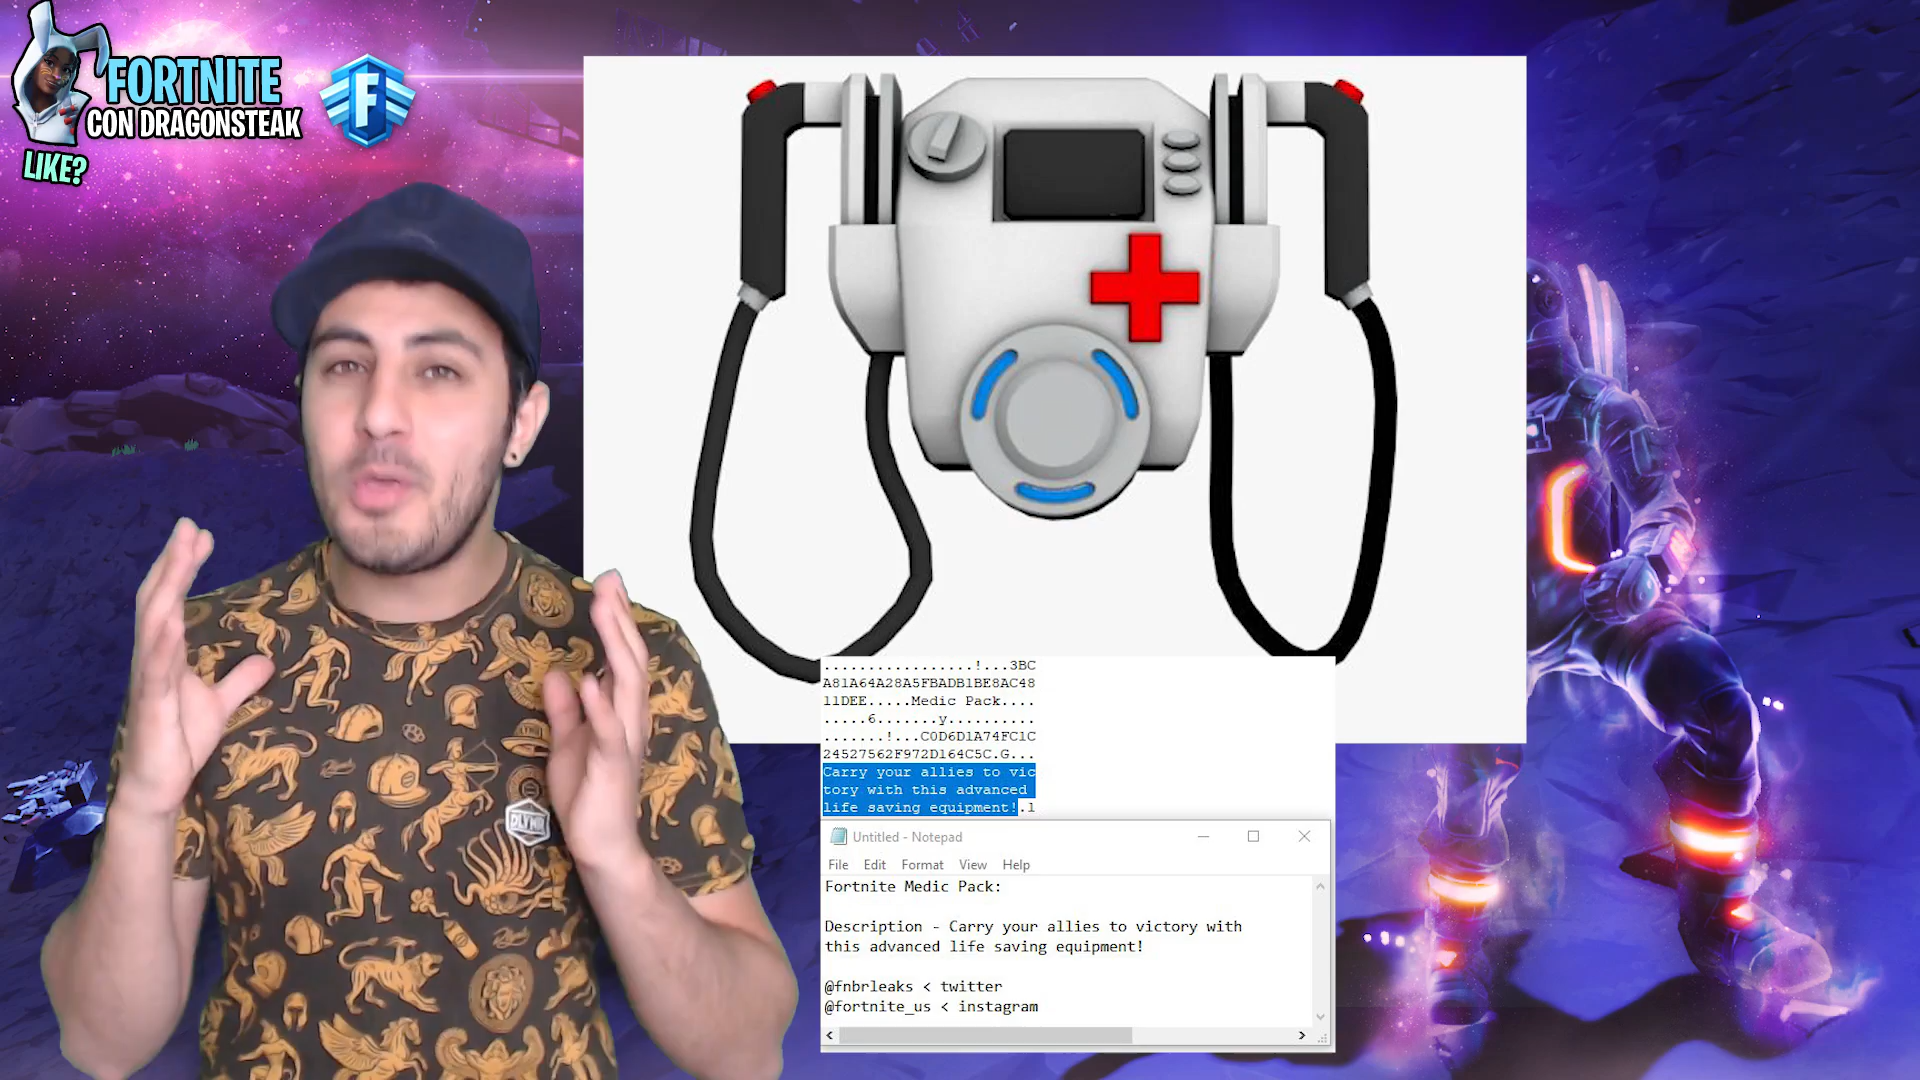 FORTNITE
CON DRAGONSTEAK
LIKE?
F
.................!...3BC
A81A64A28A5FBADB1BE8AC48
11DEE.....Medic Pack....
.....6.......y..........
.......!...C0D6D1A74FC1C
24527562F972D164C5C.G...
Carry your allies to vic
tory with this advanced
life saving equipment!.l
DLYNR
Untitled - Notepad
File Edit Format View Help
Fortnite Medic Pack:
Description - Carry your allies to victory with
this advanced life saving equipment!
@fnbrleaks < twitter
@fortnite_us < instagram